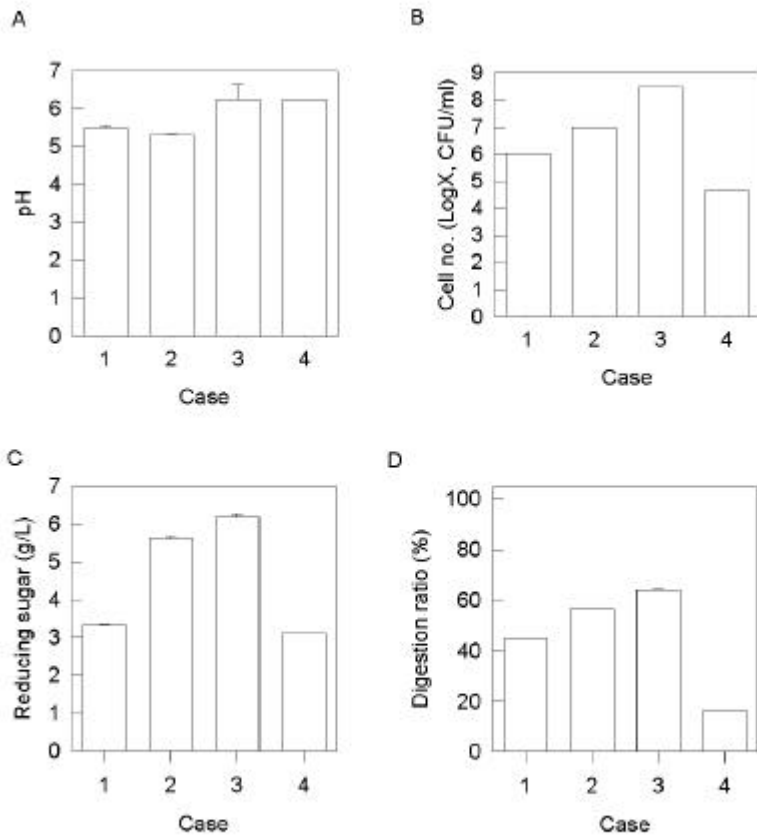 A
pH
7
6
5
4
3
2
1
0
1 2 3 4
Case
B
Cell no. (LogX, CFU/ml)
9
8
7
6
5
4
3
2
1
0
1 2 3 4
Case
C
Reducing sugar (g/L)
7
6
5
4
3
2
1
0
1 2 3 4
Case
D
Digestion ratio (%)
100
80
60
40
20
0
1 2 3 4
Case